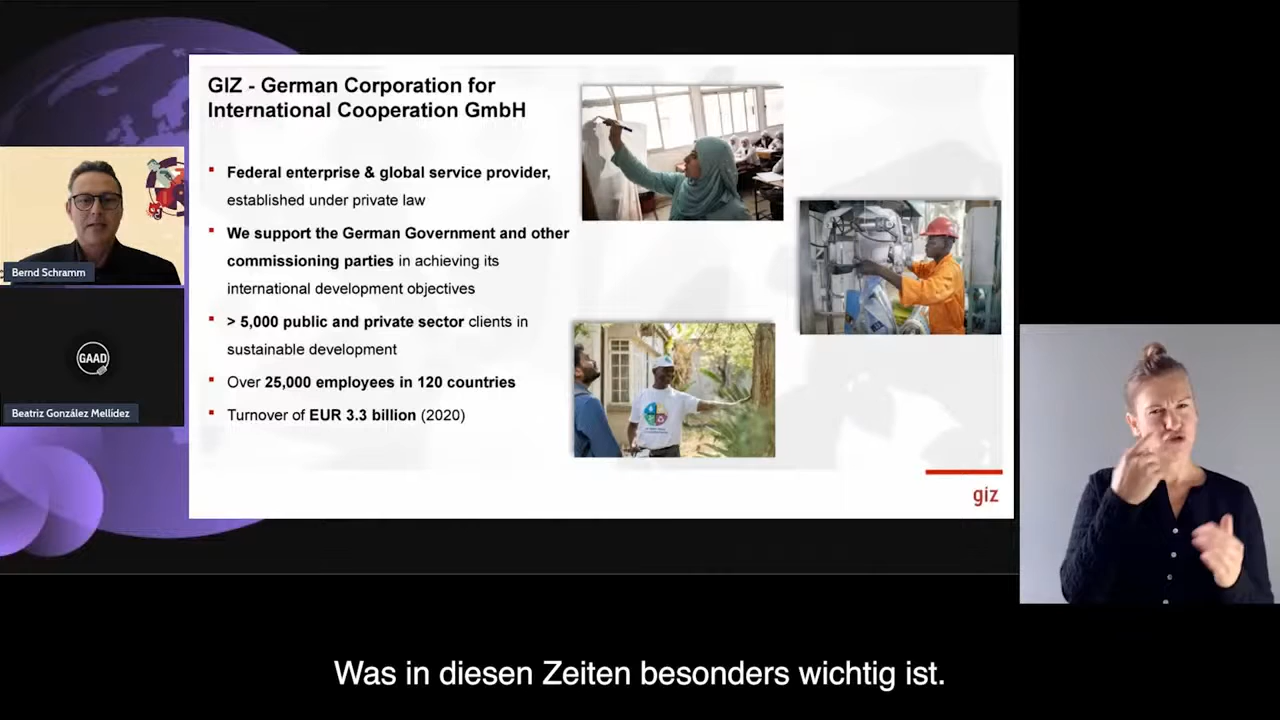 GIZ - German Corporation for
International Cooperation GmbH
Federal enterprise & global service provider,
established under private law
We support the German Government and other
commissioning parties in achieving its
international development objectives
> 5,000 public and private sector clients in
sustainable development
Over 25,000 employees in 120 countries
Turnover of EUR 3.3 billion (2020)
giz
Bernd Schramm
GAAD
Beatriz González Mellídez
Was in diesen Zeiten besonders wichtig ist.